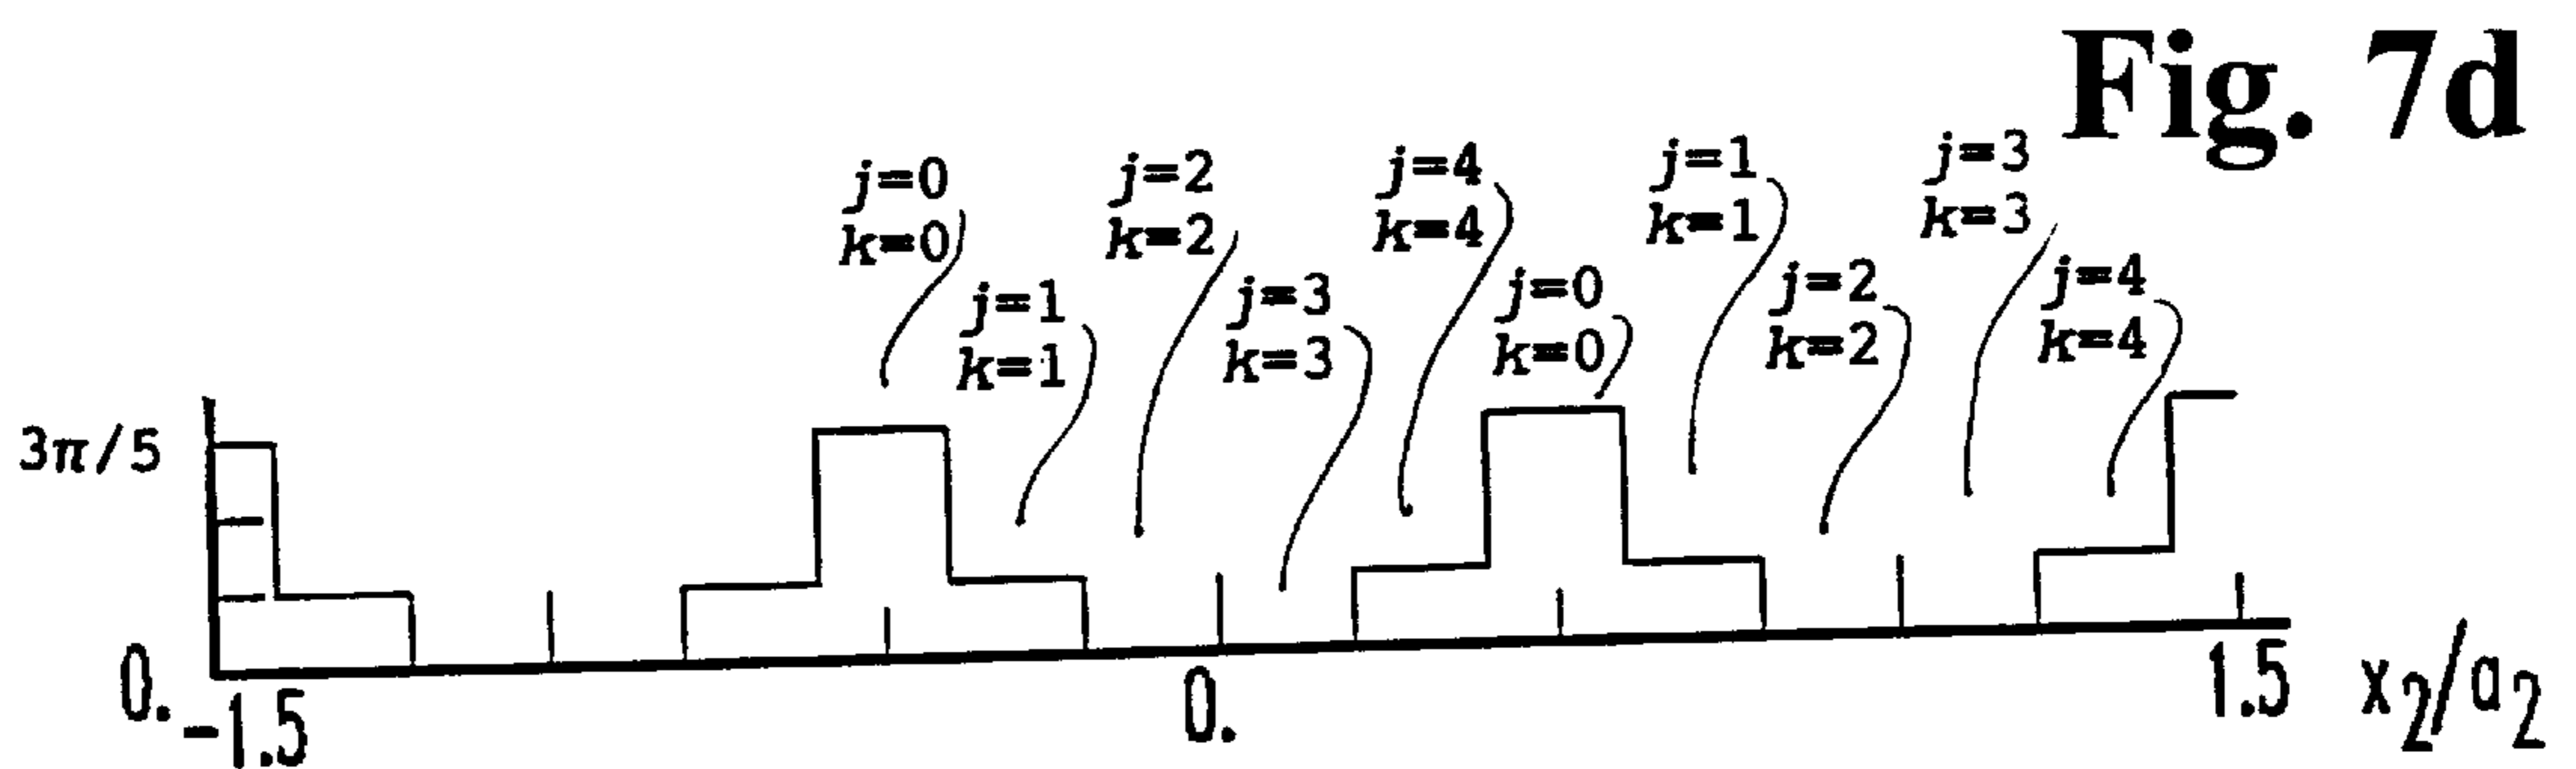 Fig. 7d
j=0
k=0
j=1
k=1
j=2
k=2
j=3
k=3
j=4
k=4
j=0
k=0
j=1
k=1
j=2
k=2
j=3
k=3
j=4
k=4
3π/5
0.
-1.5
0.
1.5
x₂/a₂